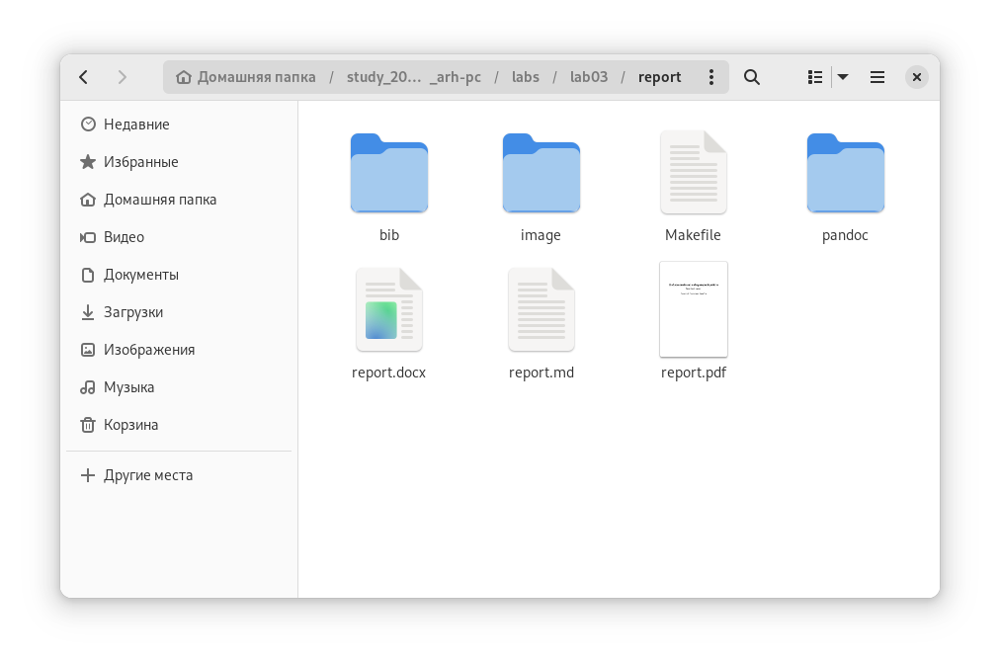 Домашняя папка / study_20… _arh-pc / labs / lab03 / report
Недавние
Избранные
Домашняя папка
Видео
Документы
Загрузки
Изображения
Музыка
Корзина
Другие места
bib image Makefile pandoc
report.docx report.md report.pdf